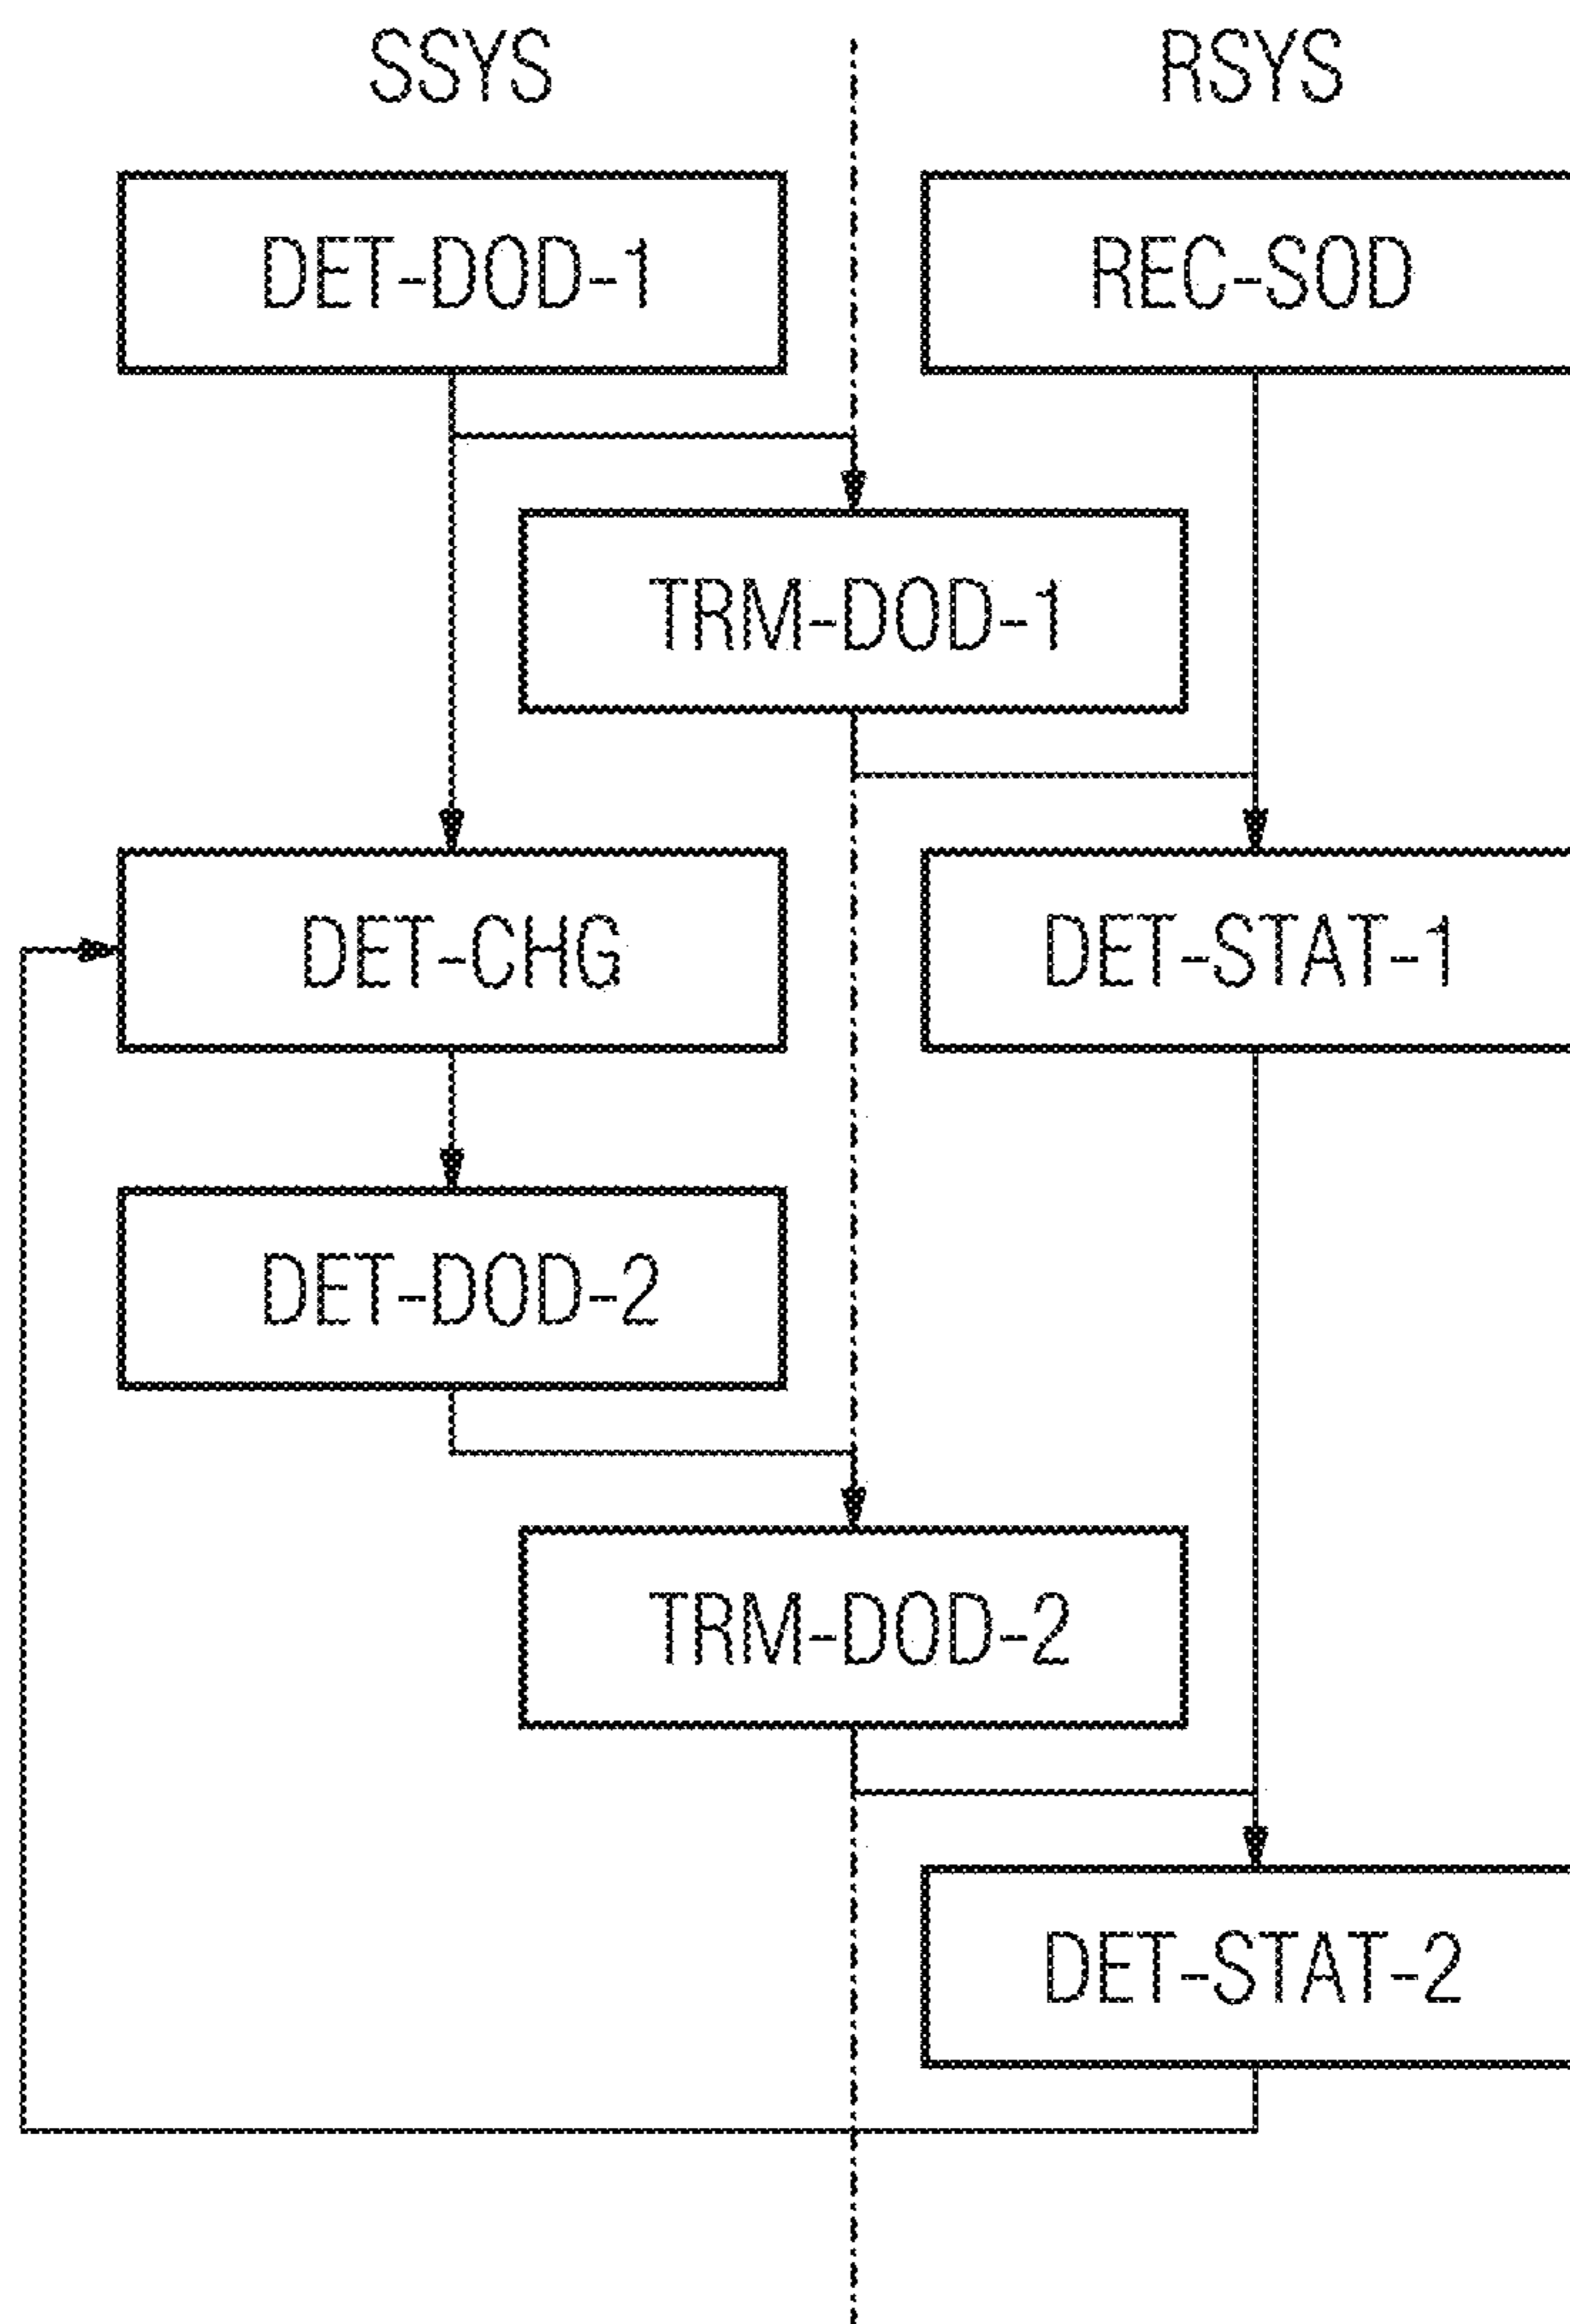 SSYS
RSYS
DET-DOD-1
REC-SOD
TRM-DOD-1
DET-CHG
DET-STAT-1
DET-DOD-2
TRM-DOD-2
DET-STAT-2